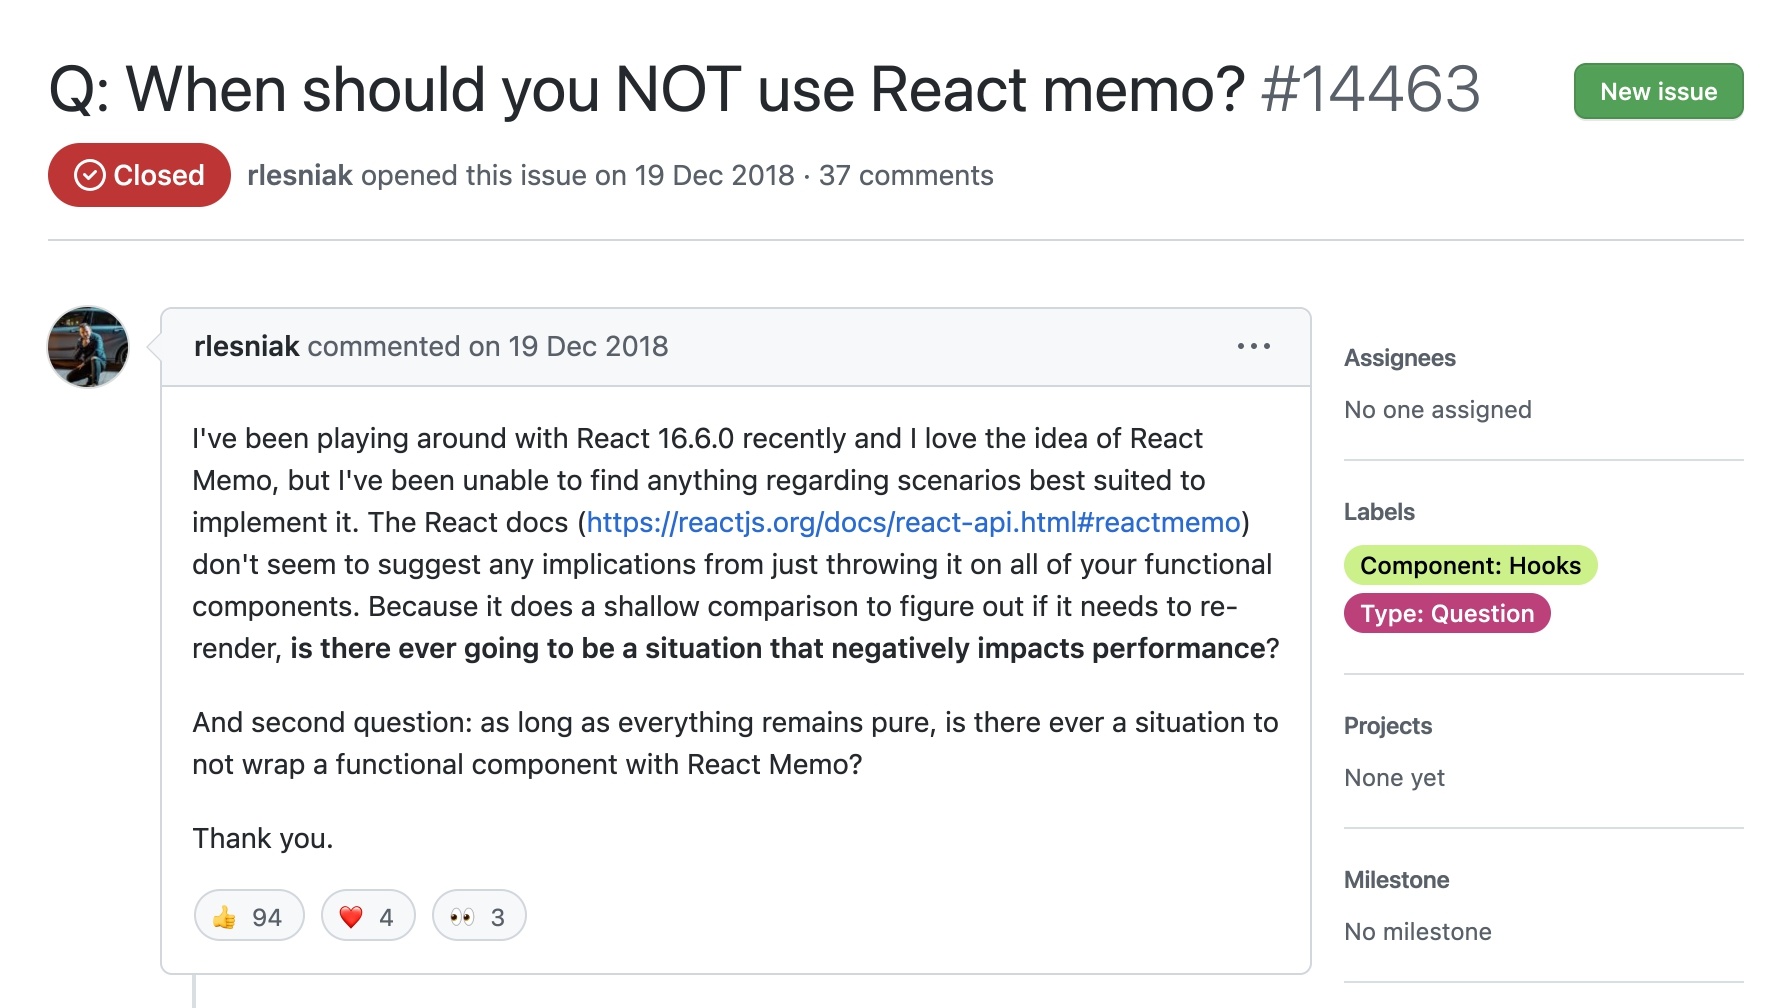 Q: When should you NOT use React memo? #14463
New issue
Closed
rlesniak opened this issue on 19 Dec 2018 · 37 comments
rlesniak commented on 19 Dec 2018
I've been playing around with React 16.6.0 recently and I love the idea of React
Memo, but I've been unable to find anything regarding scenarios best suited to
implement it. The React docs (https://reactjs.org/docs/react-api.html#reactmemo)
don't seem to suggest any implications from just throwing it on all of your functional
components. Because it does a shallow comparison to figure out if it needs to re-
render, is there ever going to be a situation that negatively impacts performance?
And second question: as long as everything remains pure, is there ever a situation to
not wrap a functional component with React Memo?
Thank you.
👍 94 ❤️ 4 👀 3
Assignees
No one assigned
Labels
Component: Hooks
Type: Question
Projects
None yet
Milestone
No milestone